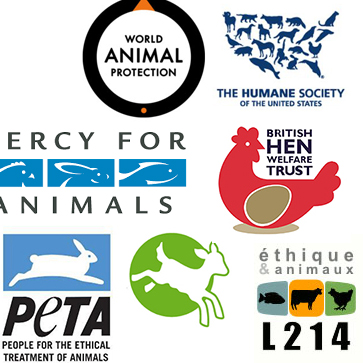 WORLD
ANIMAL
PROTECTION
THE HUMANE SOCIETY
OF THE UNITED STATES
ERCY FOR
ANIMALS
BRITISH
HEN
WELFARE
TRUST
PeTA
PEOPLE FOR THE ETHICAL
TREATMENT OF ANIMALS
éthique
& animaux
L214